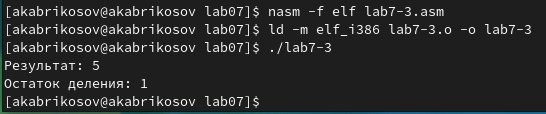 [akabrikosov@akabrikosov lab07]$ nasm -f elf lab7-3.asm
[akabrikosov@akabrikosov lab07]$ ld -m elf_i386 lab7-3.o -o lab7-3
[akabrikosov@akabrikosov lab07]$ ./lab7-3
Результат: 5
Остаток деления: 1
[akabrikosov@akabrikosov lab07]$